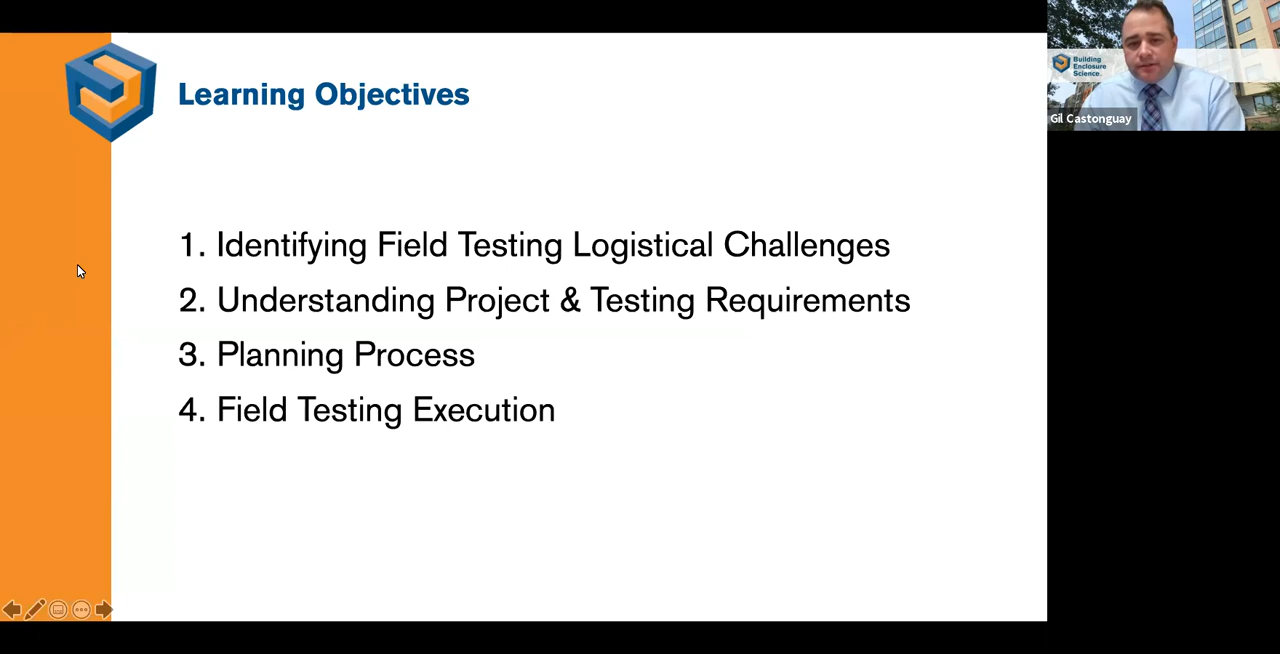 Learning Objectives
1. Identifying Field Testing Logistical Challenges
2. Understanding Project & Testing Requirements
3. Planning Process
4. Field Testing Execution
Building
Enclosure
Science
Gil Castonguay